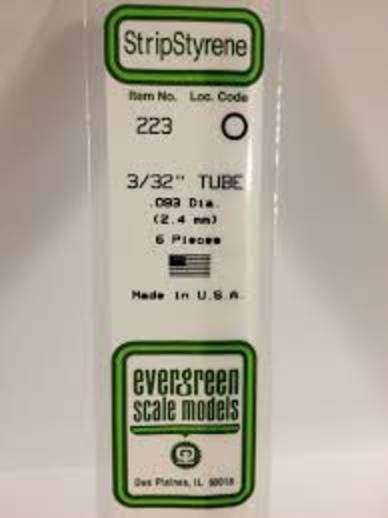 StripStyrene
Item No. Loc. Code
223
3/32" TUBE
.093 Dia.
(2.4 mm)
6 Pieces
Made in U.S.A.
evergreen
scale models
Des Plaines, IL 60018